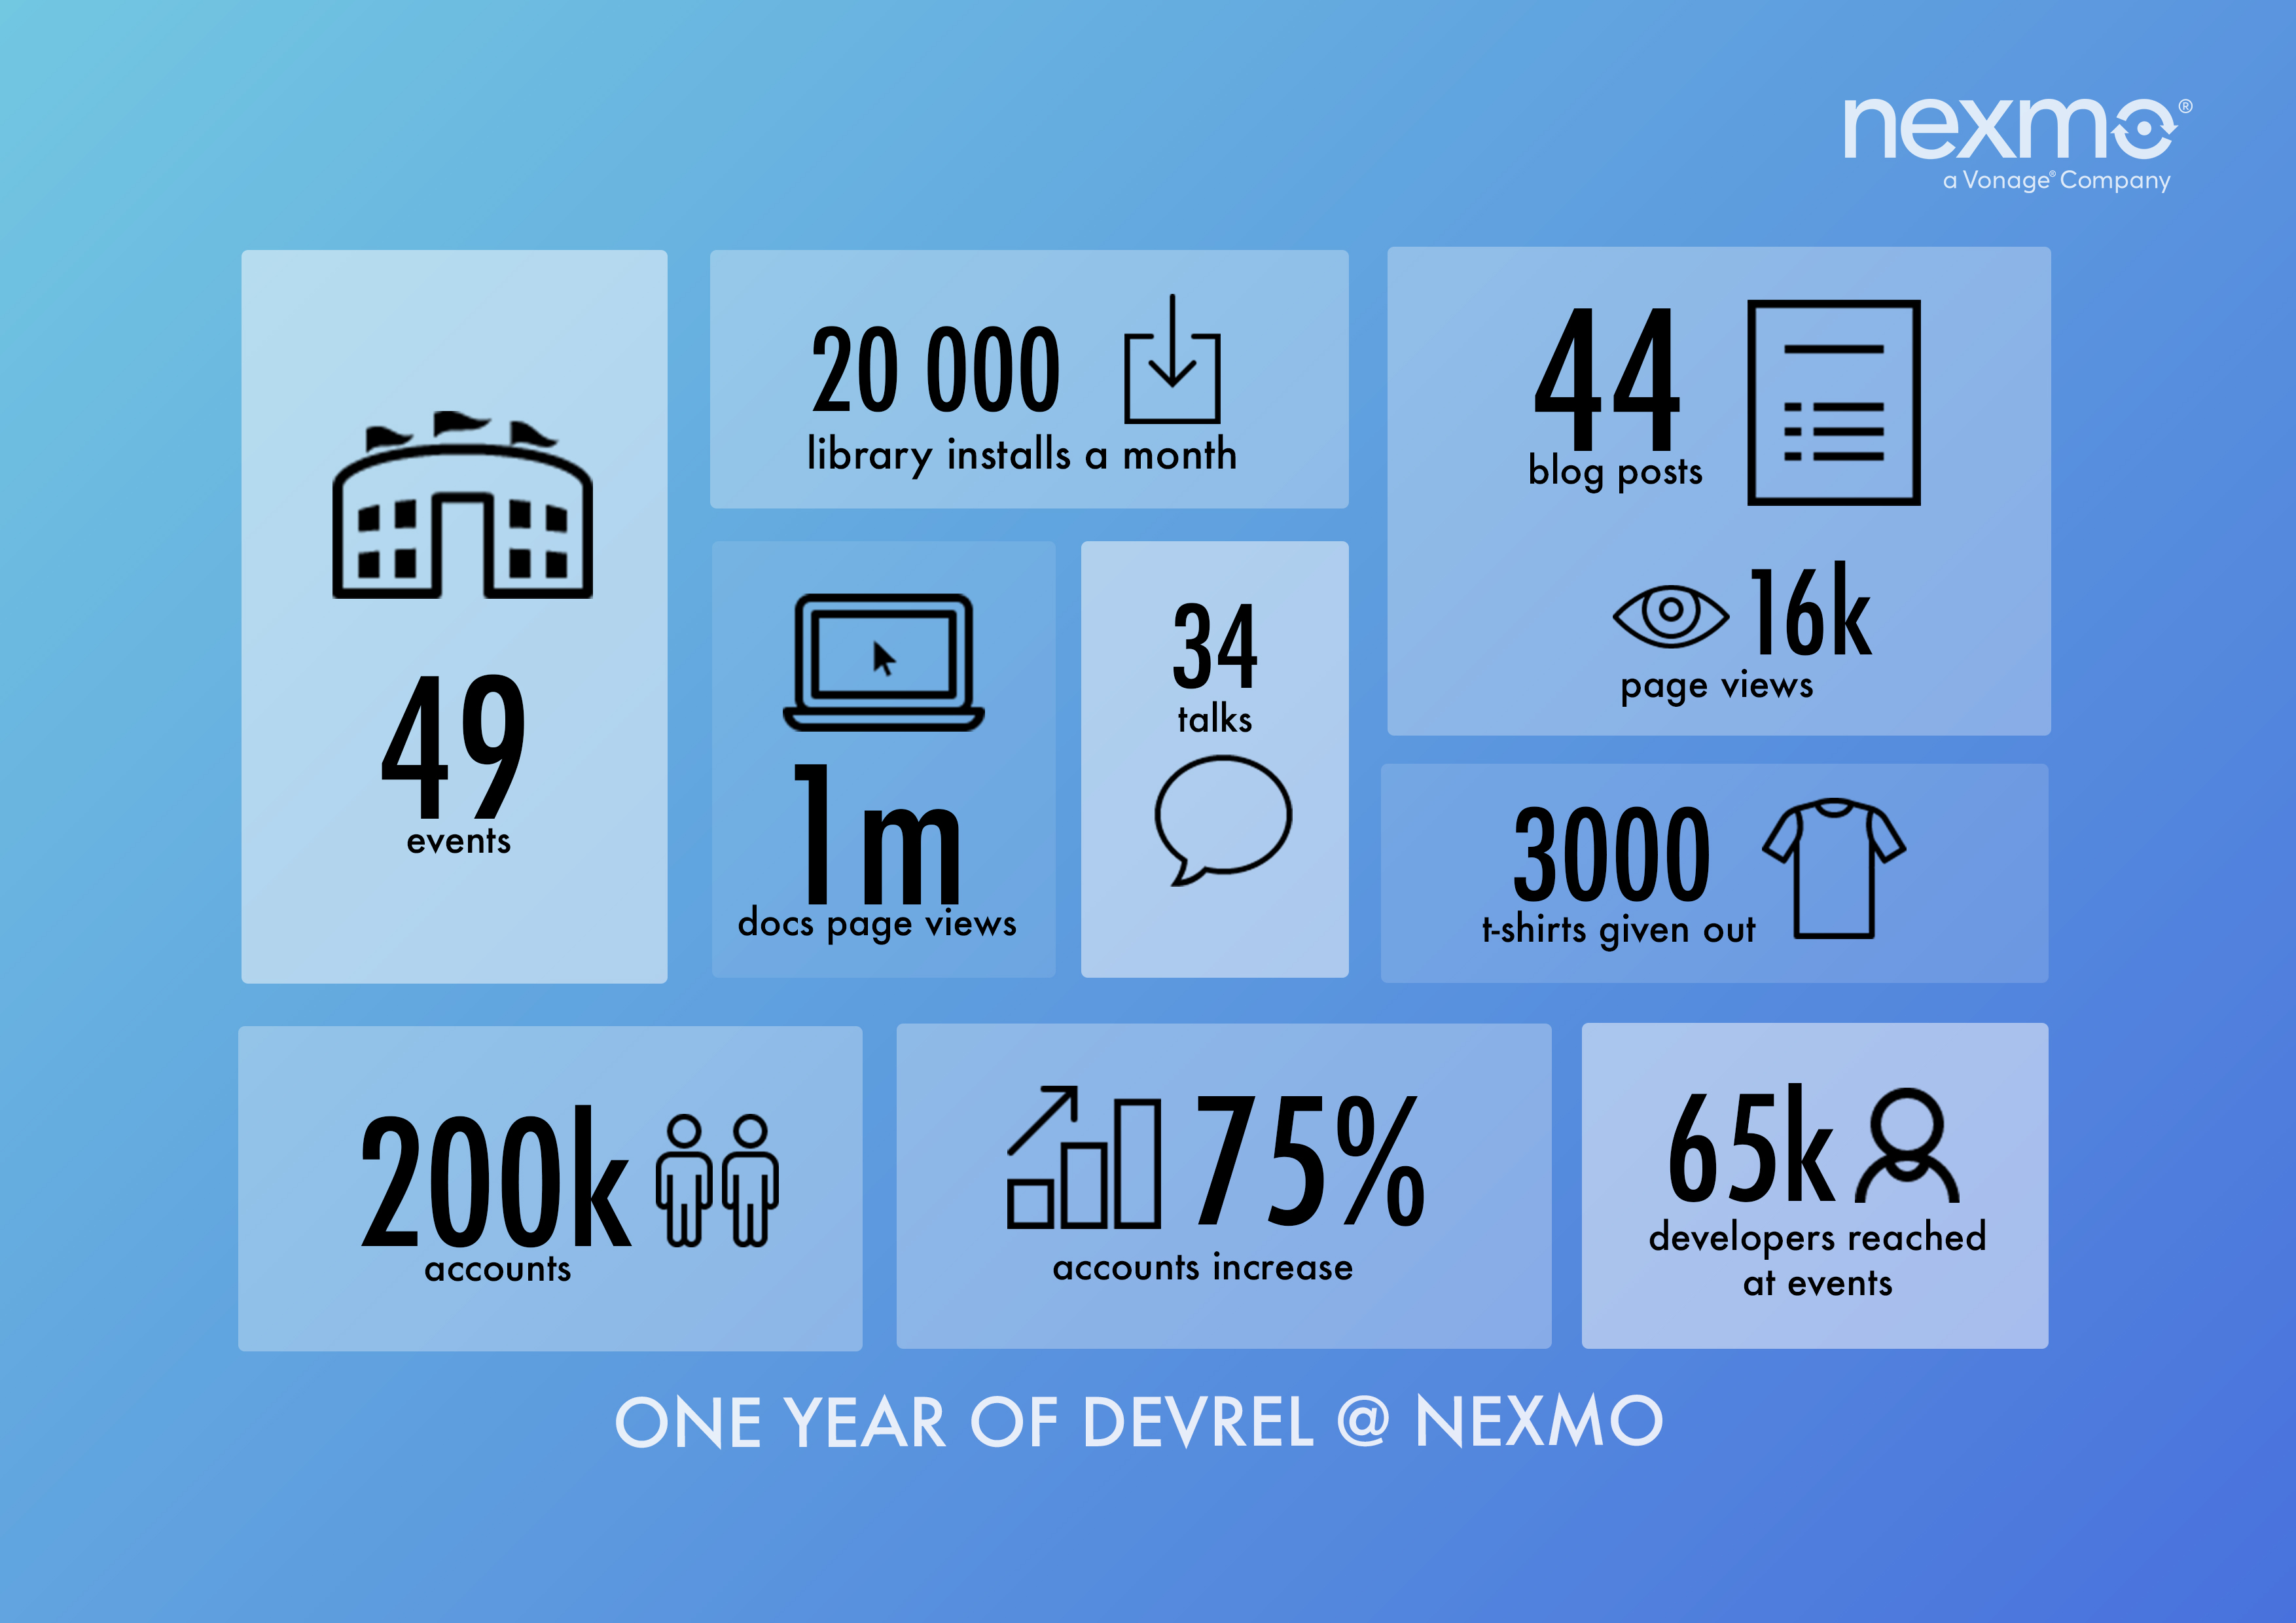 nexmo®
a Vonage® Company
49
events
20 000
library installs a month
1m
docs page views
34
talks
44
blog posts
16k
page views
3000
t-shirts given out
200k
accounts
75%
accounts increase
65k
developers reached
at events
ONE YEAR OF DEVREL @ NEXMO